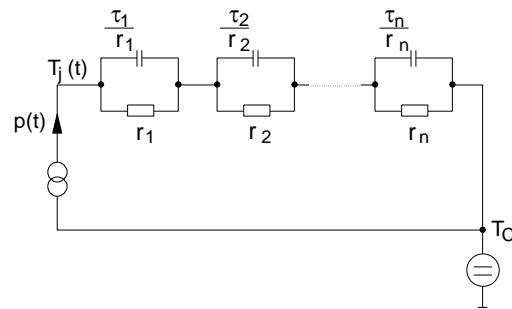 τ1
r1
τ2
r2
τn
rn
Tj(t)
p(t)
r1
r2
rn
TC